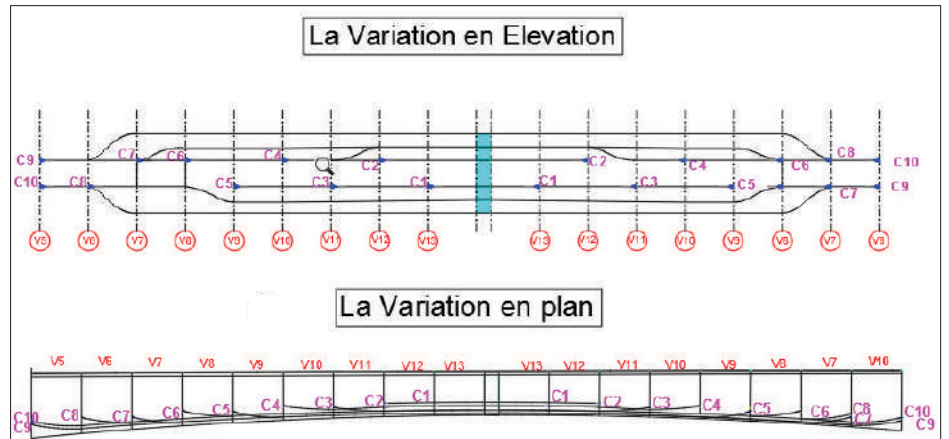 La Variation en Elevation
C9 C7 C6 C4 C2 C2 C4 C6 C8 C10
C10 C8 C5 C3 C1 C1 C3 C5 C7 C9
V5 V6 V7 V8 V9 V10 V11 V12 V13 V13 V12 V11 V10 V9 V8 V7
La Variation en plan
V5 V6 V7 V8 V9 V10 V11 V12 V13 V13 V12 V11 V10 V9 V8 V7 V10
C10 C8 C7 C6 C5 C4 C3 C2 C1 C1 C2 C3 C4 C5 C6 C8 C10
C9 C7 C9